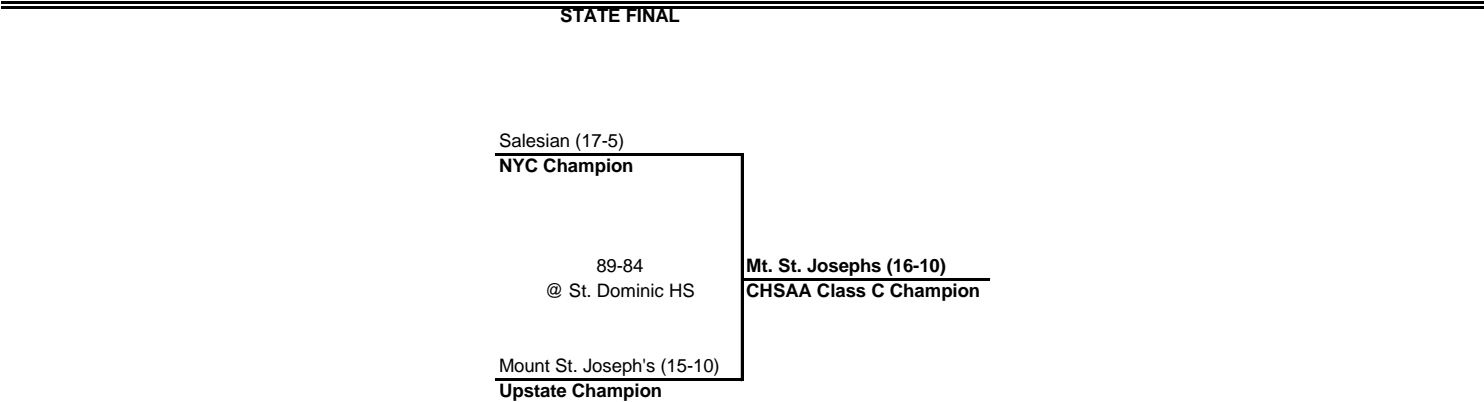 STATE FINAL
Salesian (17-5)
NYC Champion
89-84
Mt. St. Josephs (16-10)
@ St. Dominic HS
CHSAA Class C Champion
Mount St. Joseph's (15-10)
Upstate Champion